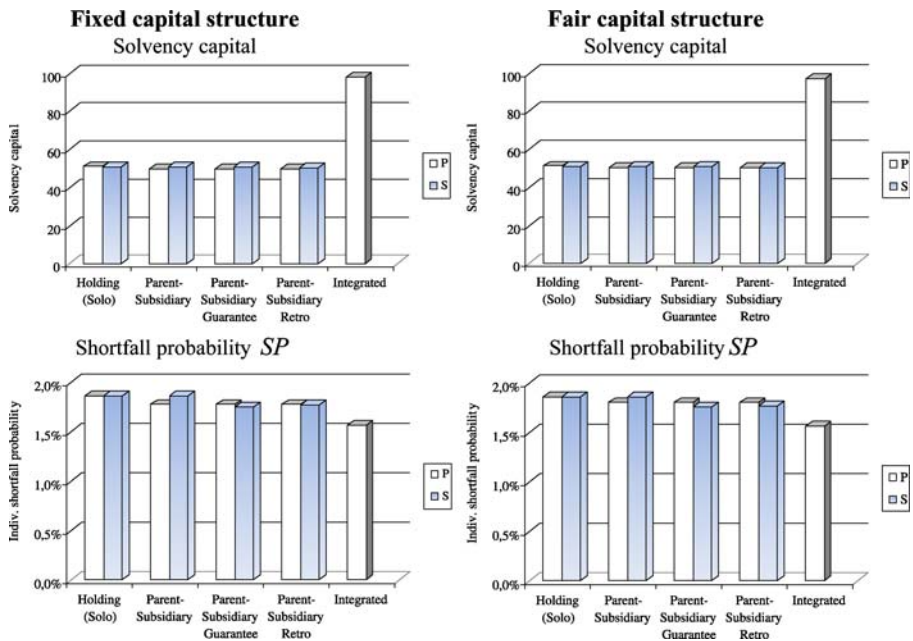 Fixed capital structure
Solvency capital
Solvency capital
100
80
60
40
20
0
P
S
Holding
(Solo)
Parent-
Subsidiary
Parent-
Subsidiary
Guarantee
Parent-
Subsidiary
Retro
Integrated
Fair capital structure
Solvency capital
Solvency capital
100
80
60
40
20
0
P
S
Holding
(Solo)
Parent-
Subsidiary
Parent-
Subsidiary
Guarantee
Parent-
Subsidiary
Retro
Integrated
Shortfall probability SP
Indiv. shortfall probability
2,0%
1,5%
1,0%
0,5%
0,0%
P
S
Holding
(Solo)
Parent-
Subsidiary
Parent-
Subsidiary
Guarantee
Parent-
Subsidiary
Retro
Integrated
Shortfall probability SP
Indiv. shortfall probability
2,0%
1,5%
1,0%
0,5%
0,0%
P
S
Holding
(Solo)
Parent-
Subsidiary
Parent-
Subsidiary
Guarantee
Parent-
Subsidiary
Retro
Integrated